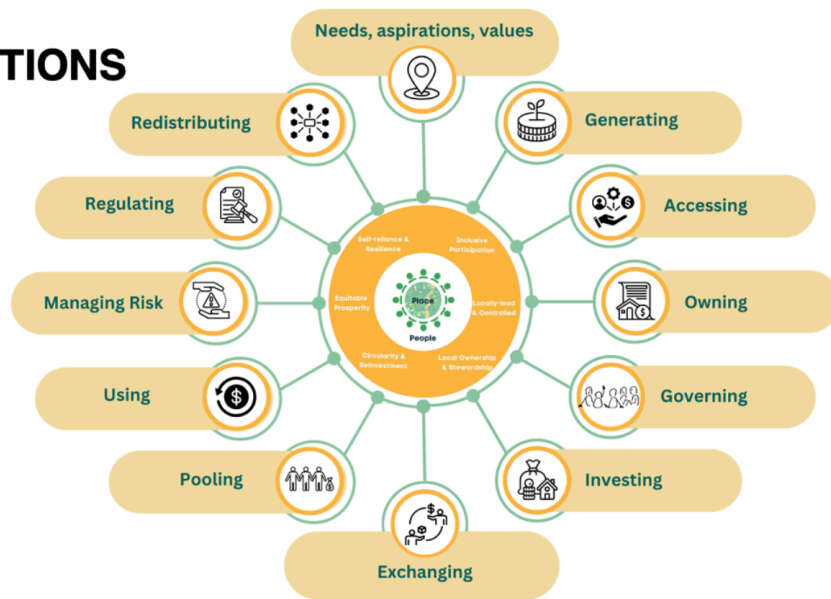 TIONS
Needs, aspirations, values
Generating
Accessing
Owning
Governing
Investing
Exchanging
Pooling
Using
Managing Risk
Regulating
Redistributing
Self-reliance &
Resilience
Inclusive
Participation
Locally-lead
& Controlled
Local Ownership
& Stewardship
Circularity &
Reinvestment
Equitable
Prosperity
Place
People